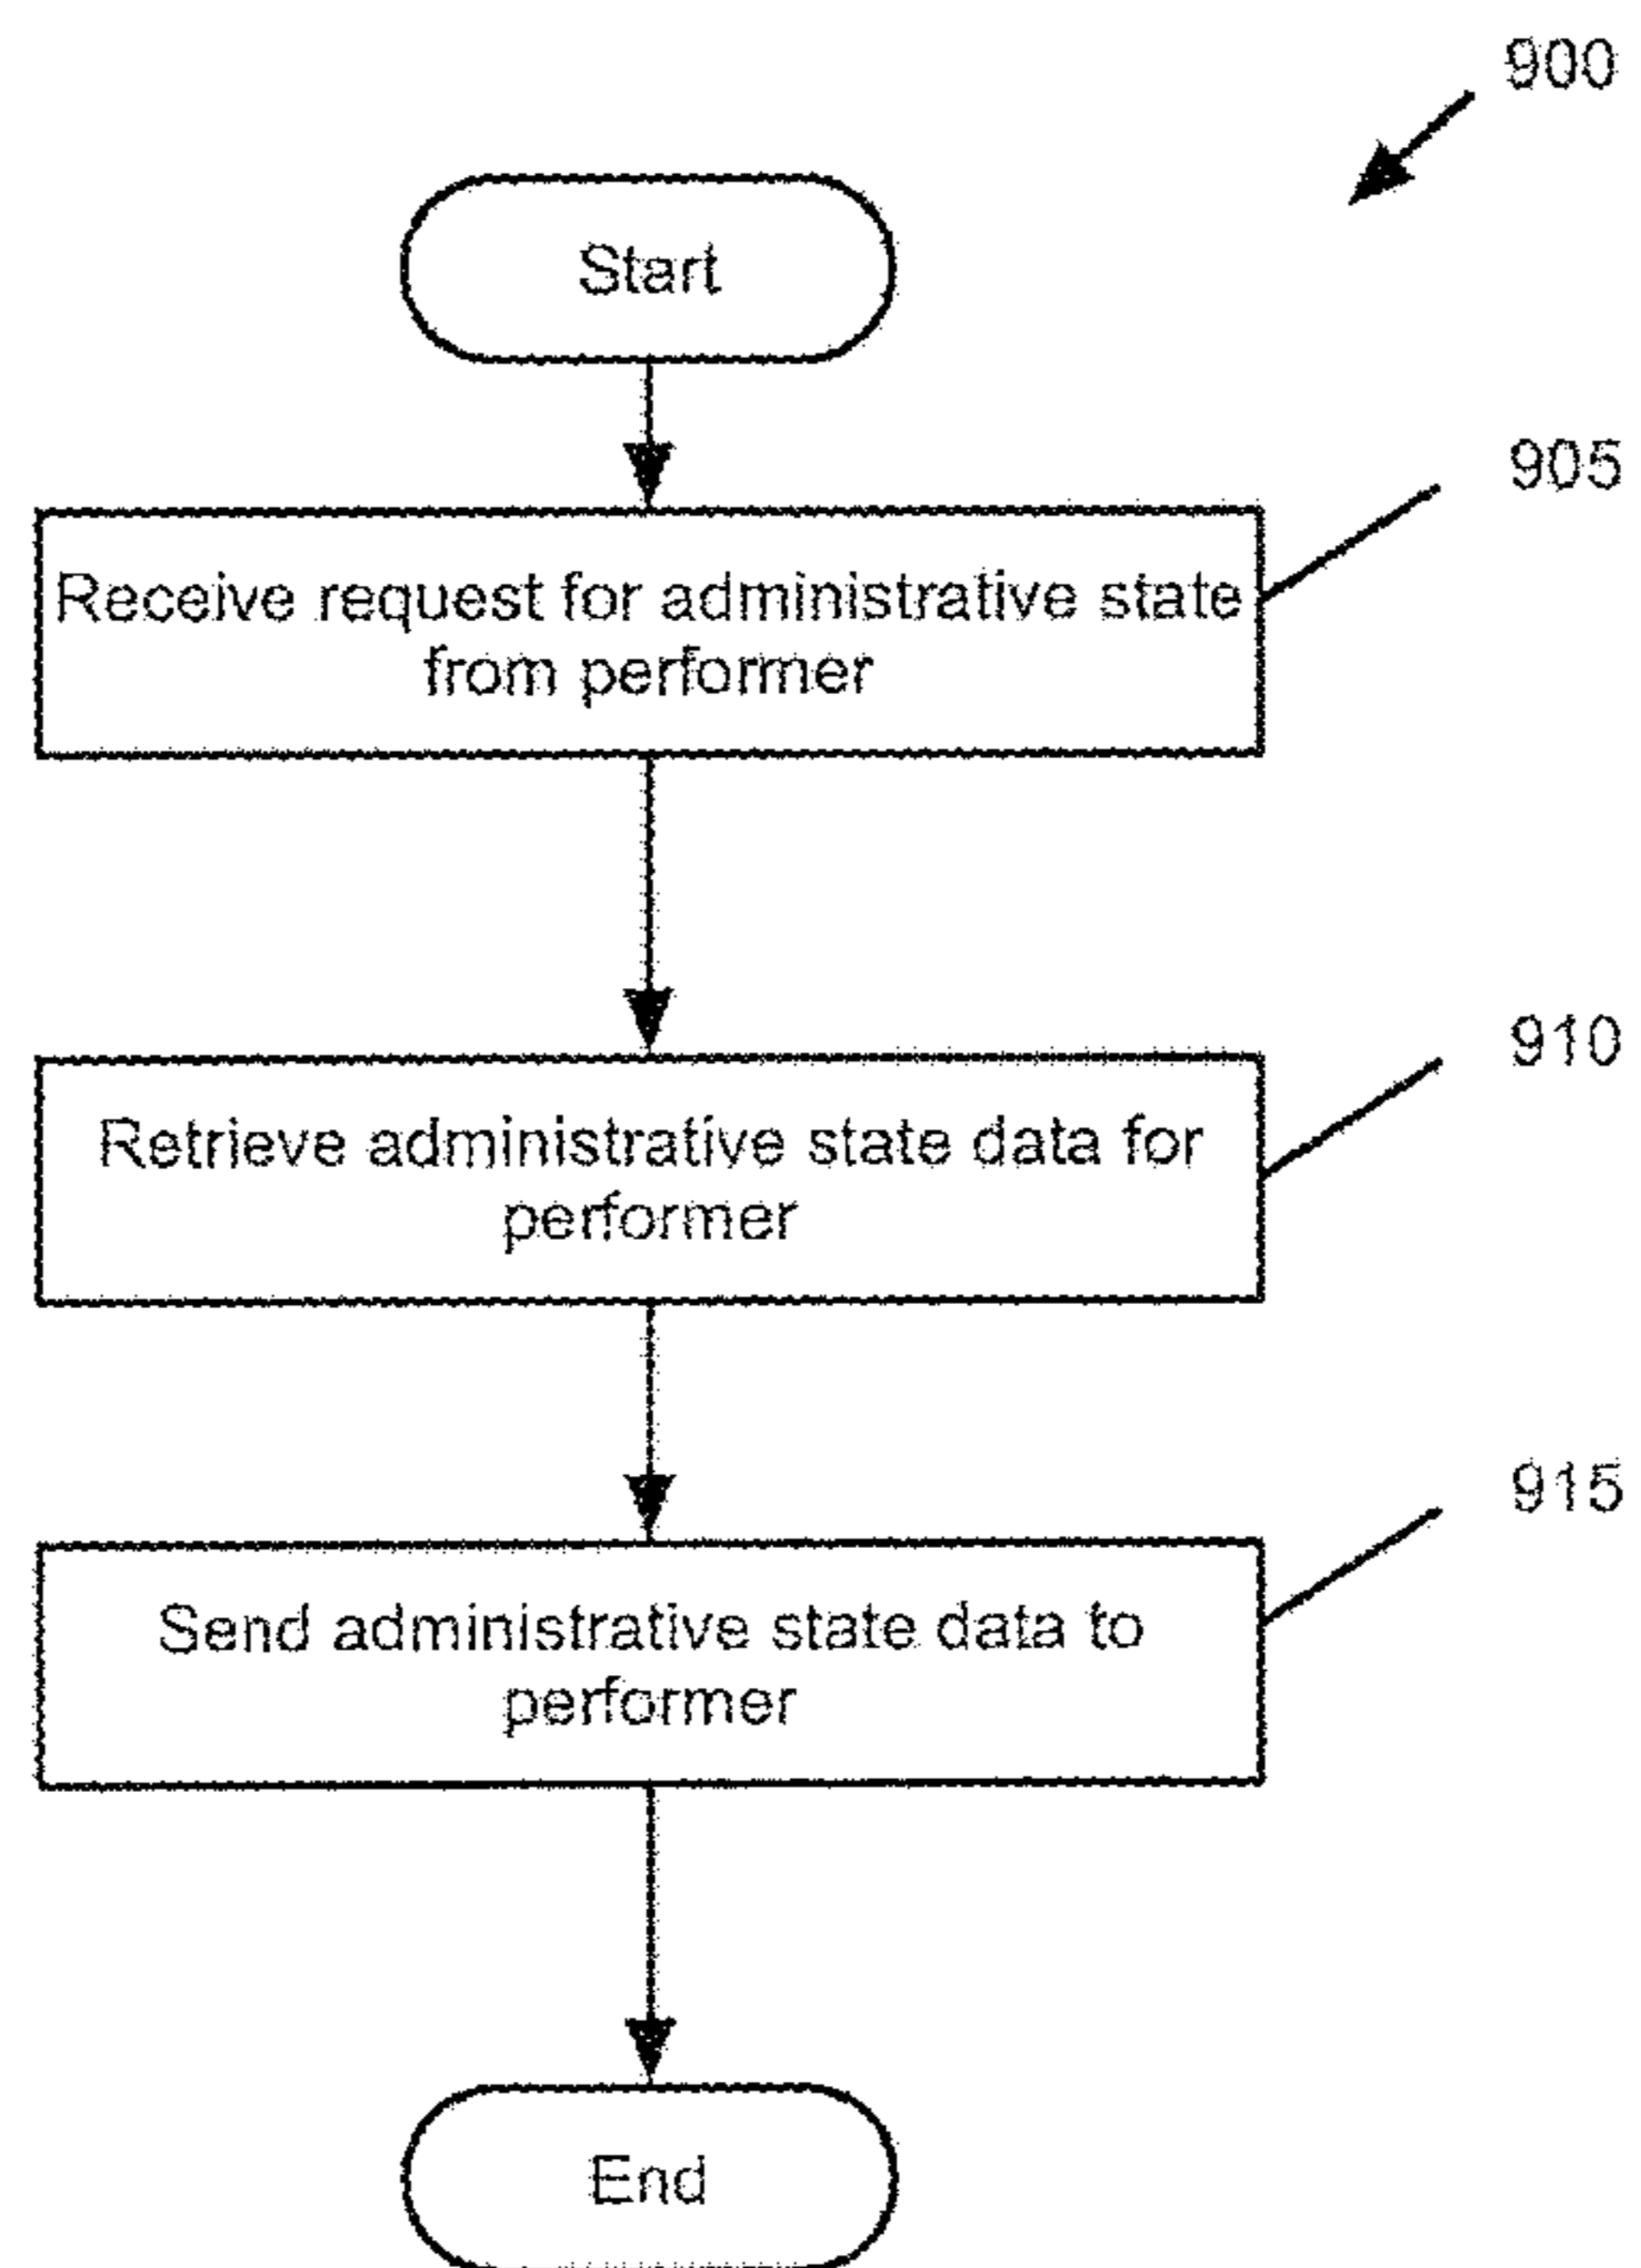 900
Start
905
Receive request for administrative state
from performer
910
Retrieve administrative state data for
performer
915
Send administrative state data to
performer
End